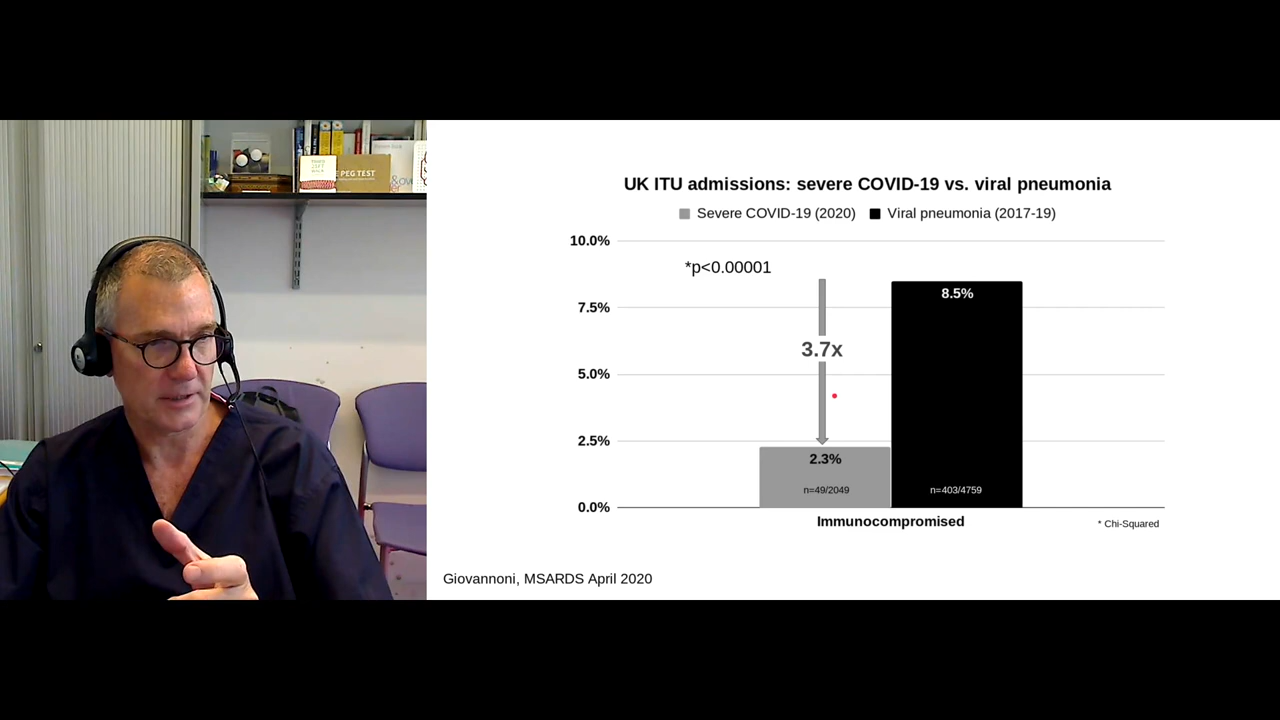 PEG TEST
UK ITU admissions: severe COVID-19 vs. viral pneumonia
Severe COVID-19 (2020)
Viral pneumonia (2017-19)
10.0%
7.5%
5.0%
2.5%
0.0%
*p<0.00001
3.7x
8.5%
2.3%
n=49/2049
n=403/4759
Immunocompromised
* Chi-Squared
Giovannoni, MSARDS April 2020